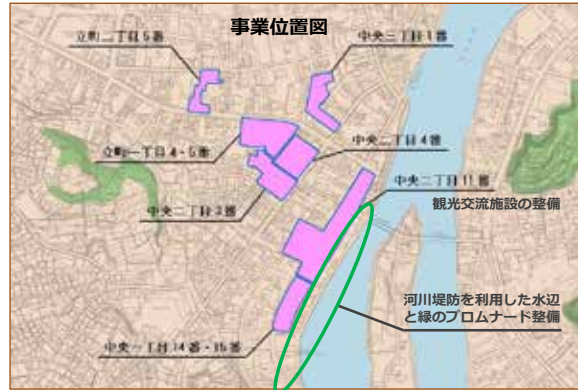 事業位置図
立町二丁目5番
中央二丁目1番
立町一丁目4・5番
中央二丁目4番
中央二丁目11番
観光交流施設の整備
中央二丁目3番
河川堤防を利用した水辺
と緑のプロムナード整備
中央一丁目14番・15番